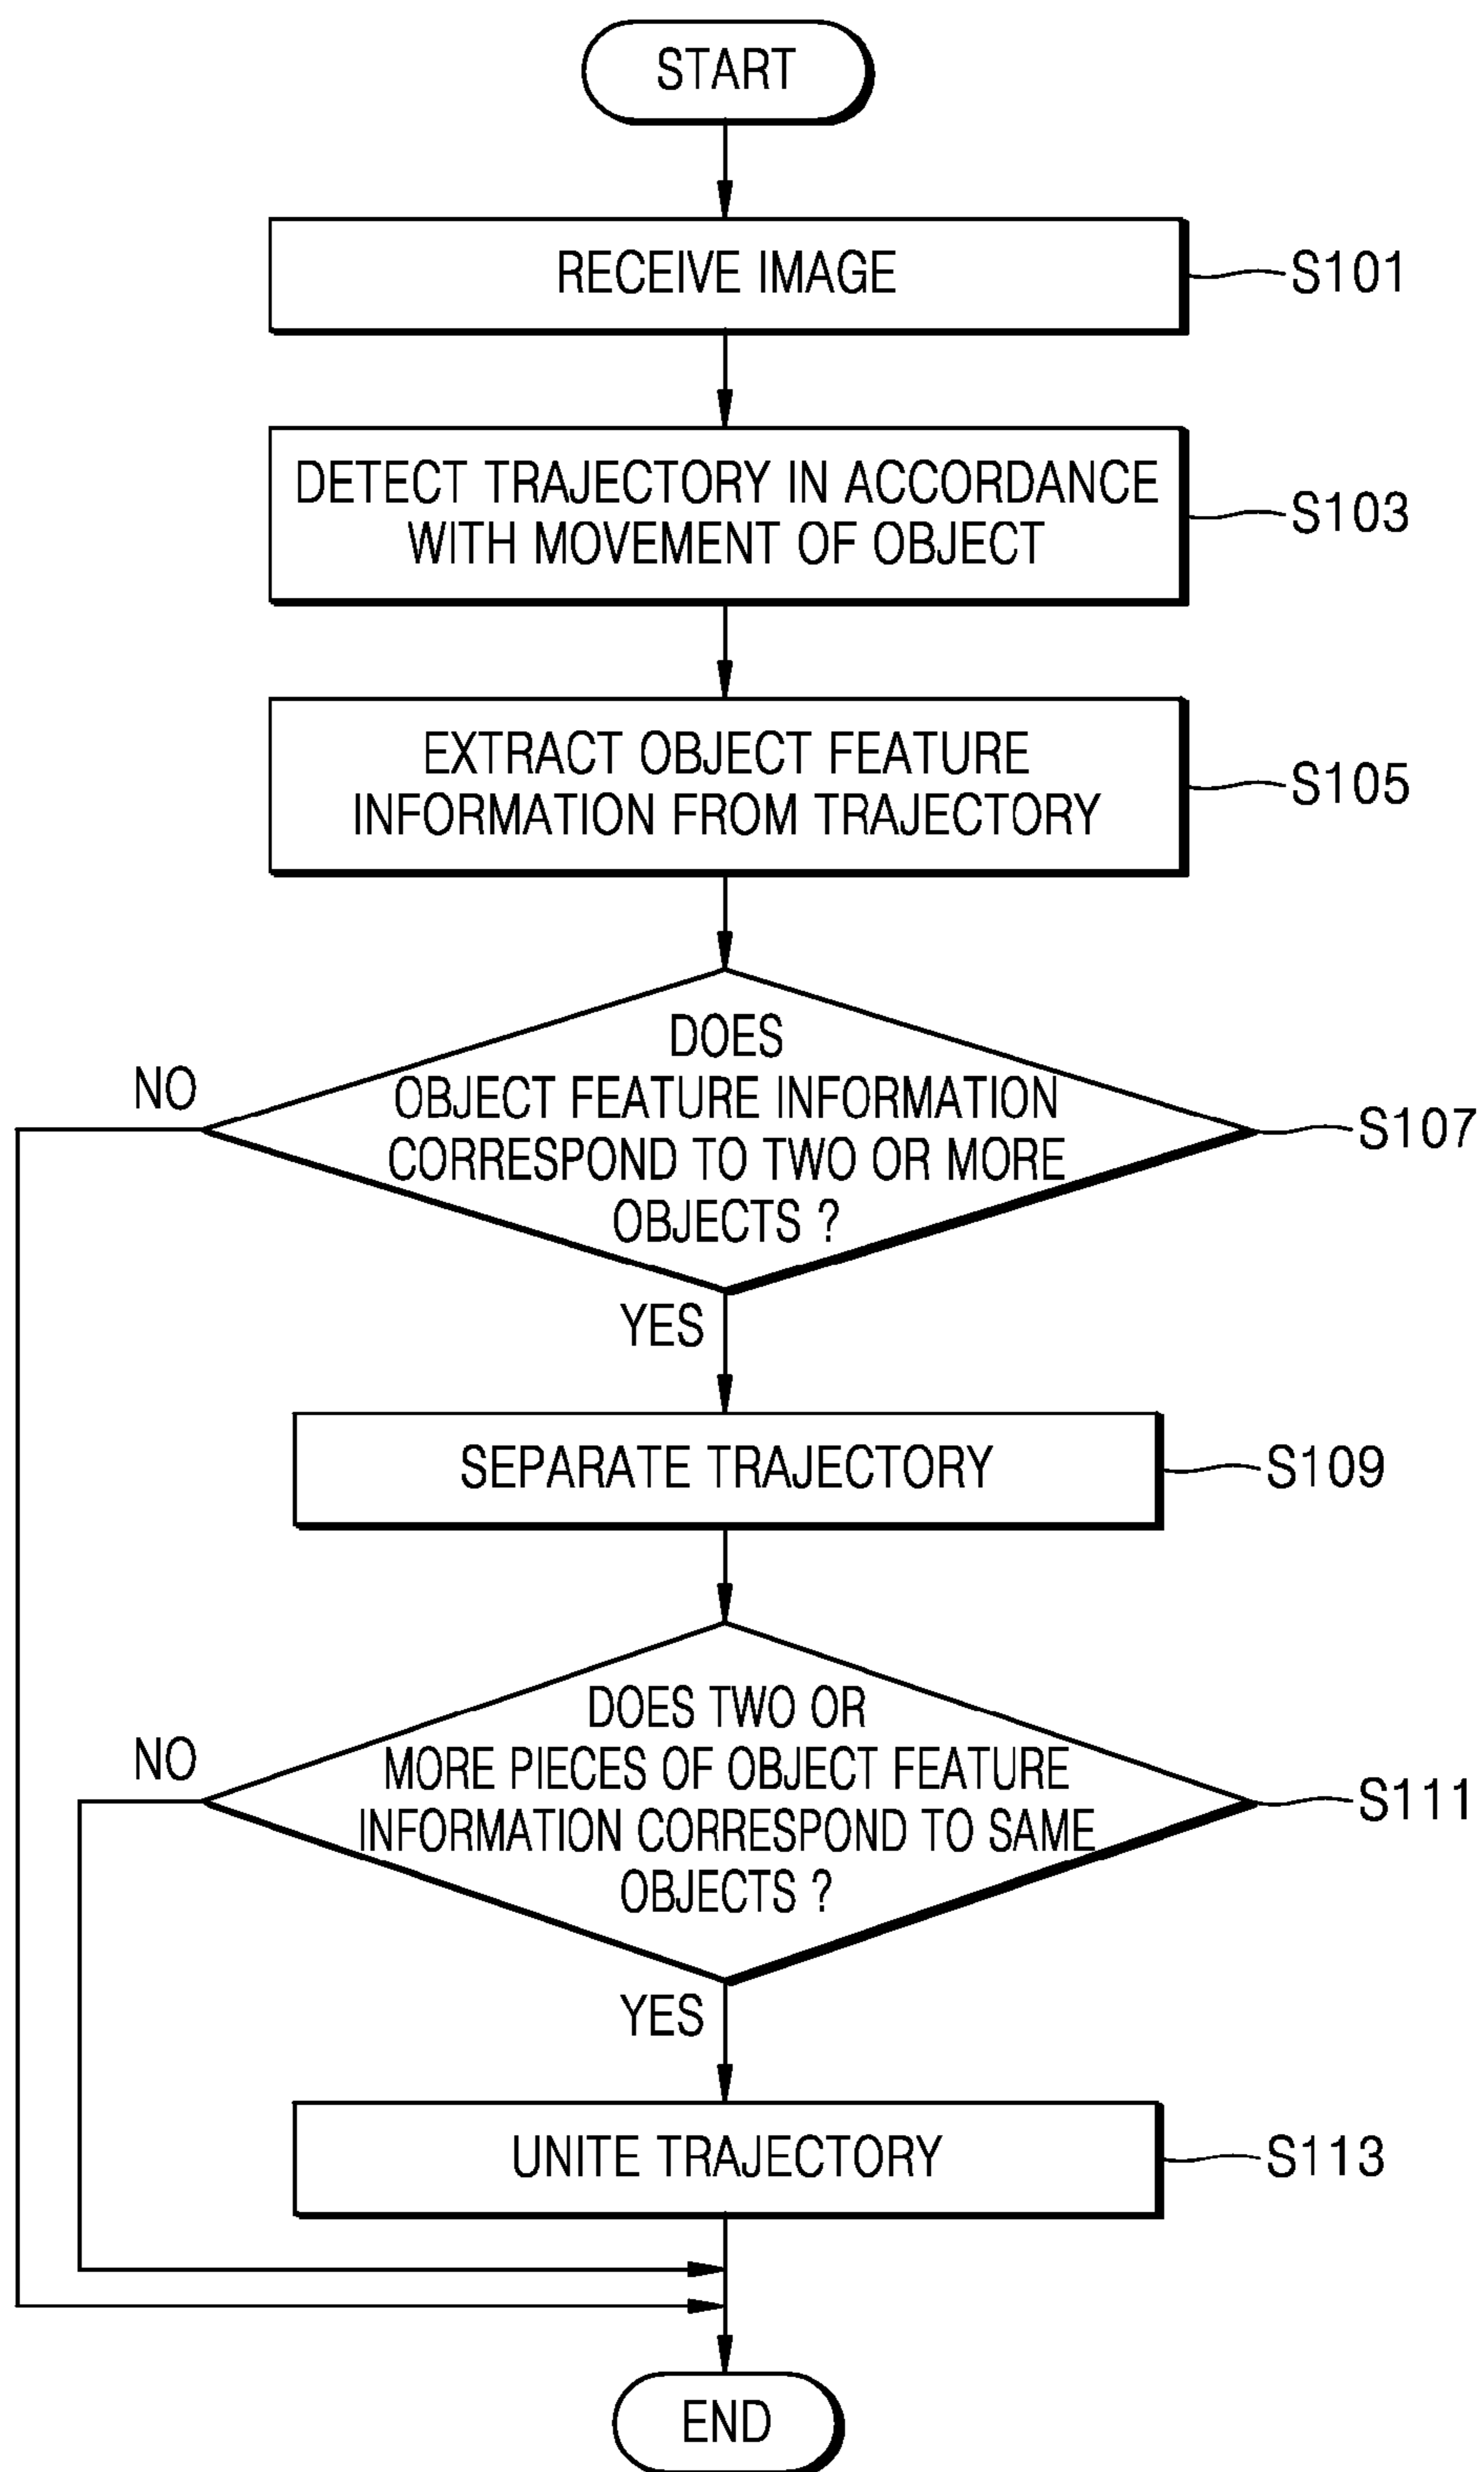 START
RECEIVE IMAGE
S101
DETECT TRAJECTORY IN ACCORDANCE
WITH MOVEMENT OF OBJECT
S103
EXTRACT OBJECT FEATURE
INFORMATION FROM TRAJECTORY
S105
DOES
OBJECT FEATURE INFORMATION
CORRESPOND TO TWO OR MORE
OBJECTS ?
NO
S107
YES
SEPARATE TRAJECTORY
S109
DOES TWO OR
MORE PIECES OF OBJECT FEATURE
INFORMATION CORRESPOND TO SAME
OBJECTS ?
NO
S111
YES
UNITE TRAJECTORY
S113
END